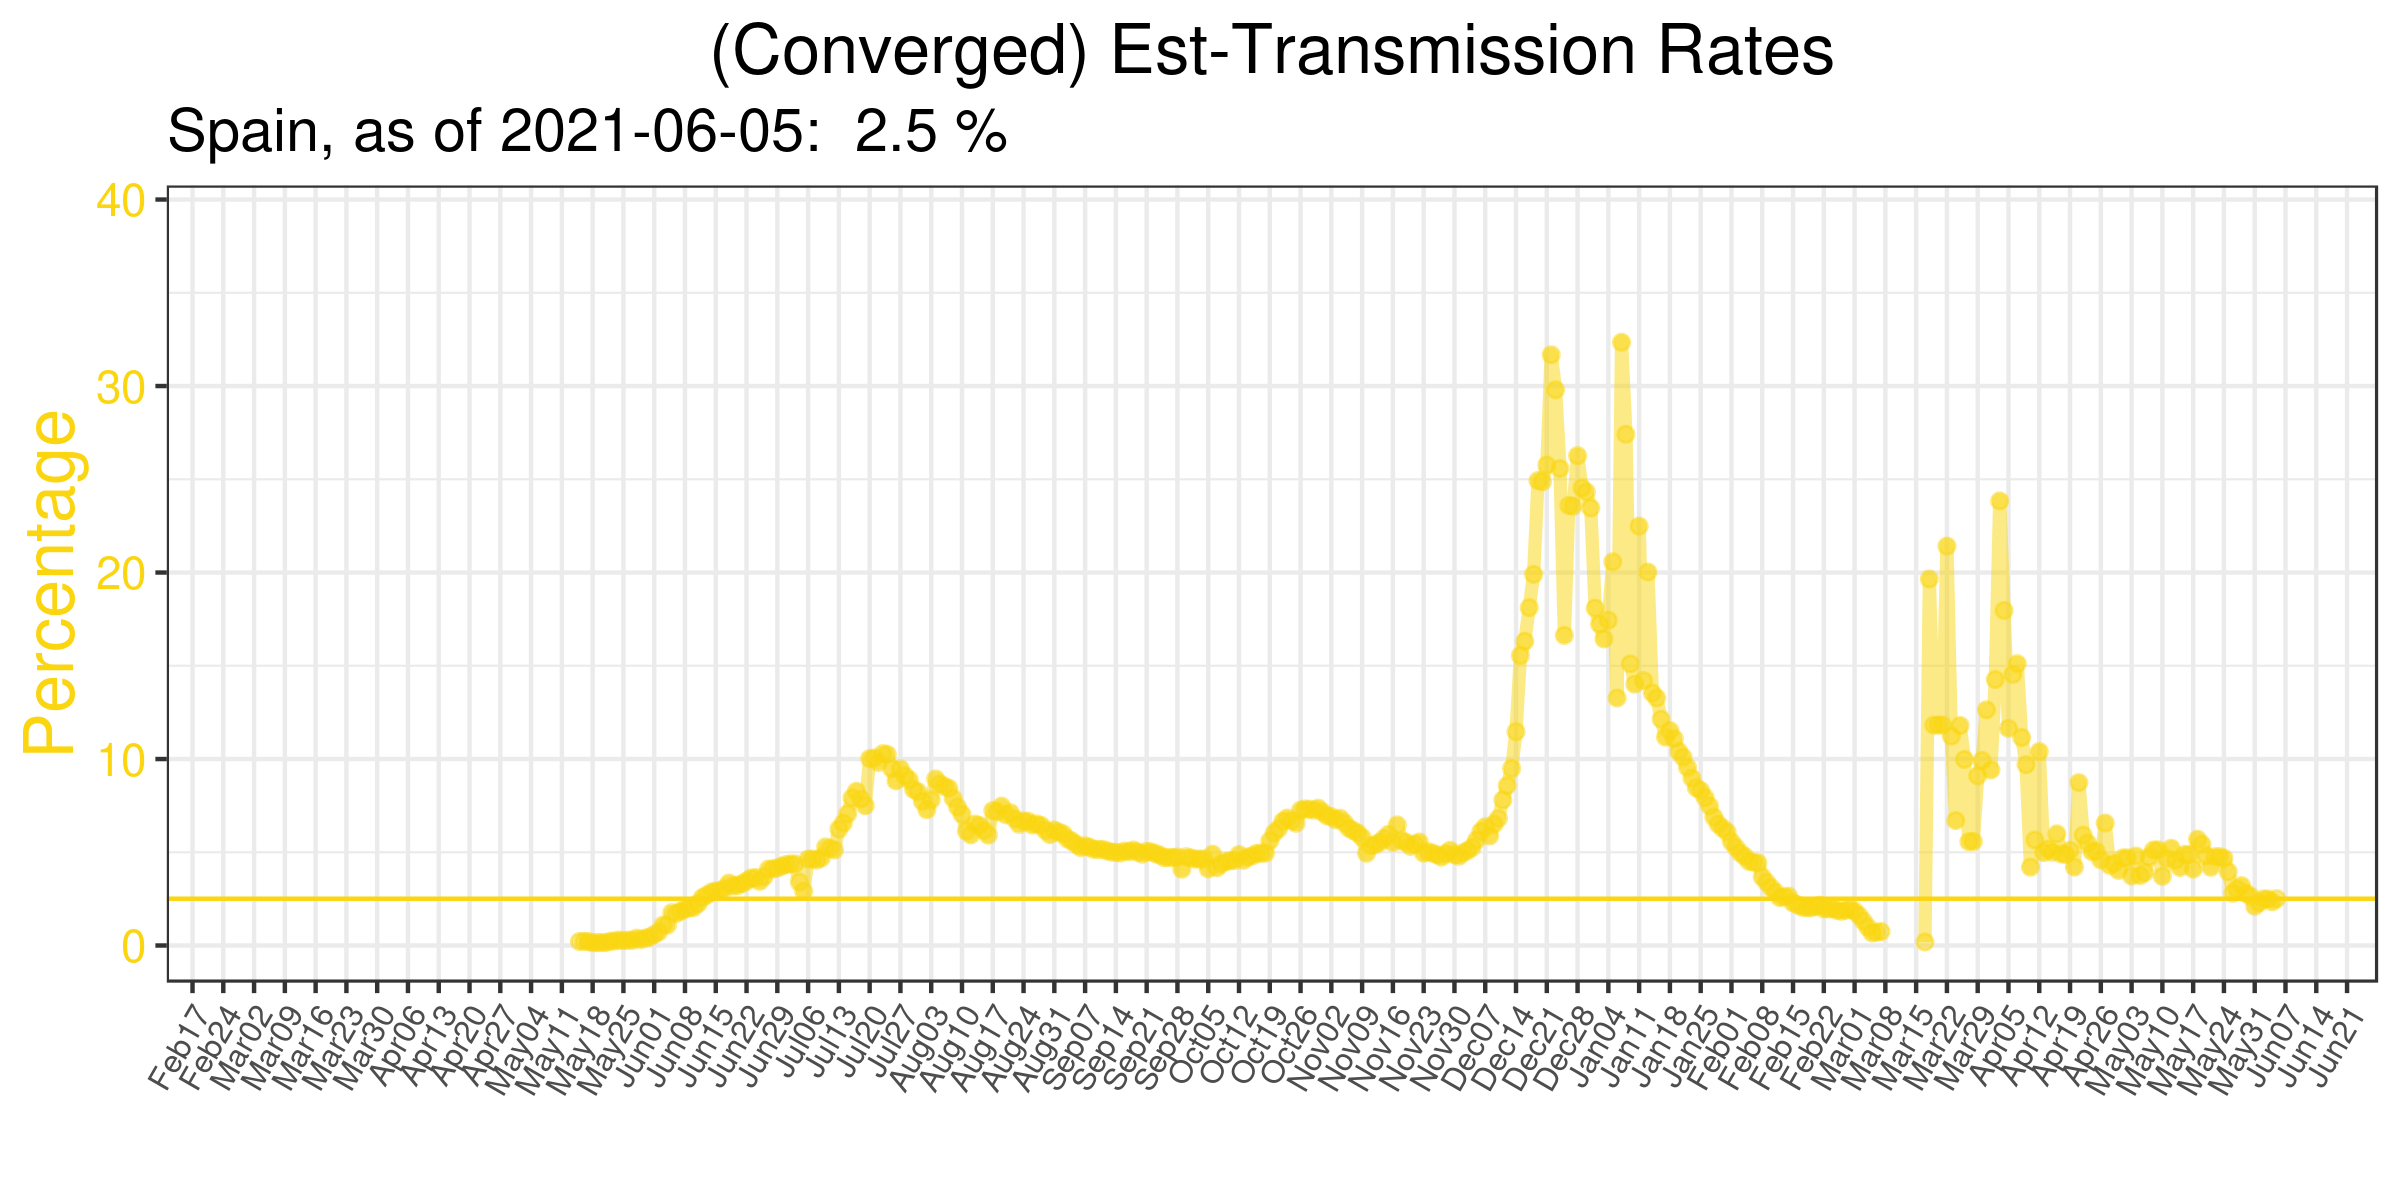 (Converged) Est-Transmission Rates
Spain, as of 2021-06-05:  2.5 %
Percentage
40
30
20
10
0
Feb17
Feb24
Mar02
Mar09
Mar16
Mar23
Mar30
Apr06
Apr13
Apr20
Apr27
May04
May11
May18
May25
Jun01
Jun08
Jun15
Jun22
Jun29
Jul06
Jul13
Jul20
Jul27
Aug03
Aug10
Aug17
Aug24
Aug31
Sep07
Sep14
Sep21
Sep28
Oct05
Oct12
Oct19
Oct26
Nov02
Nov09
Nov16
Nov23
Nov30
Dec07
Dec14
Dec21
Dec28
Jan04
Jan11
Jan18
Jan25
Feb01
Feb08
Feb15
Feb22
Mar01
Mar08
Mar15
Mar22
Mar29
Apr05
Apr12
Apr19
Apr26
May03
May10
May17
May24
May31
Jun07
Jun14
Jun21